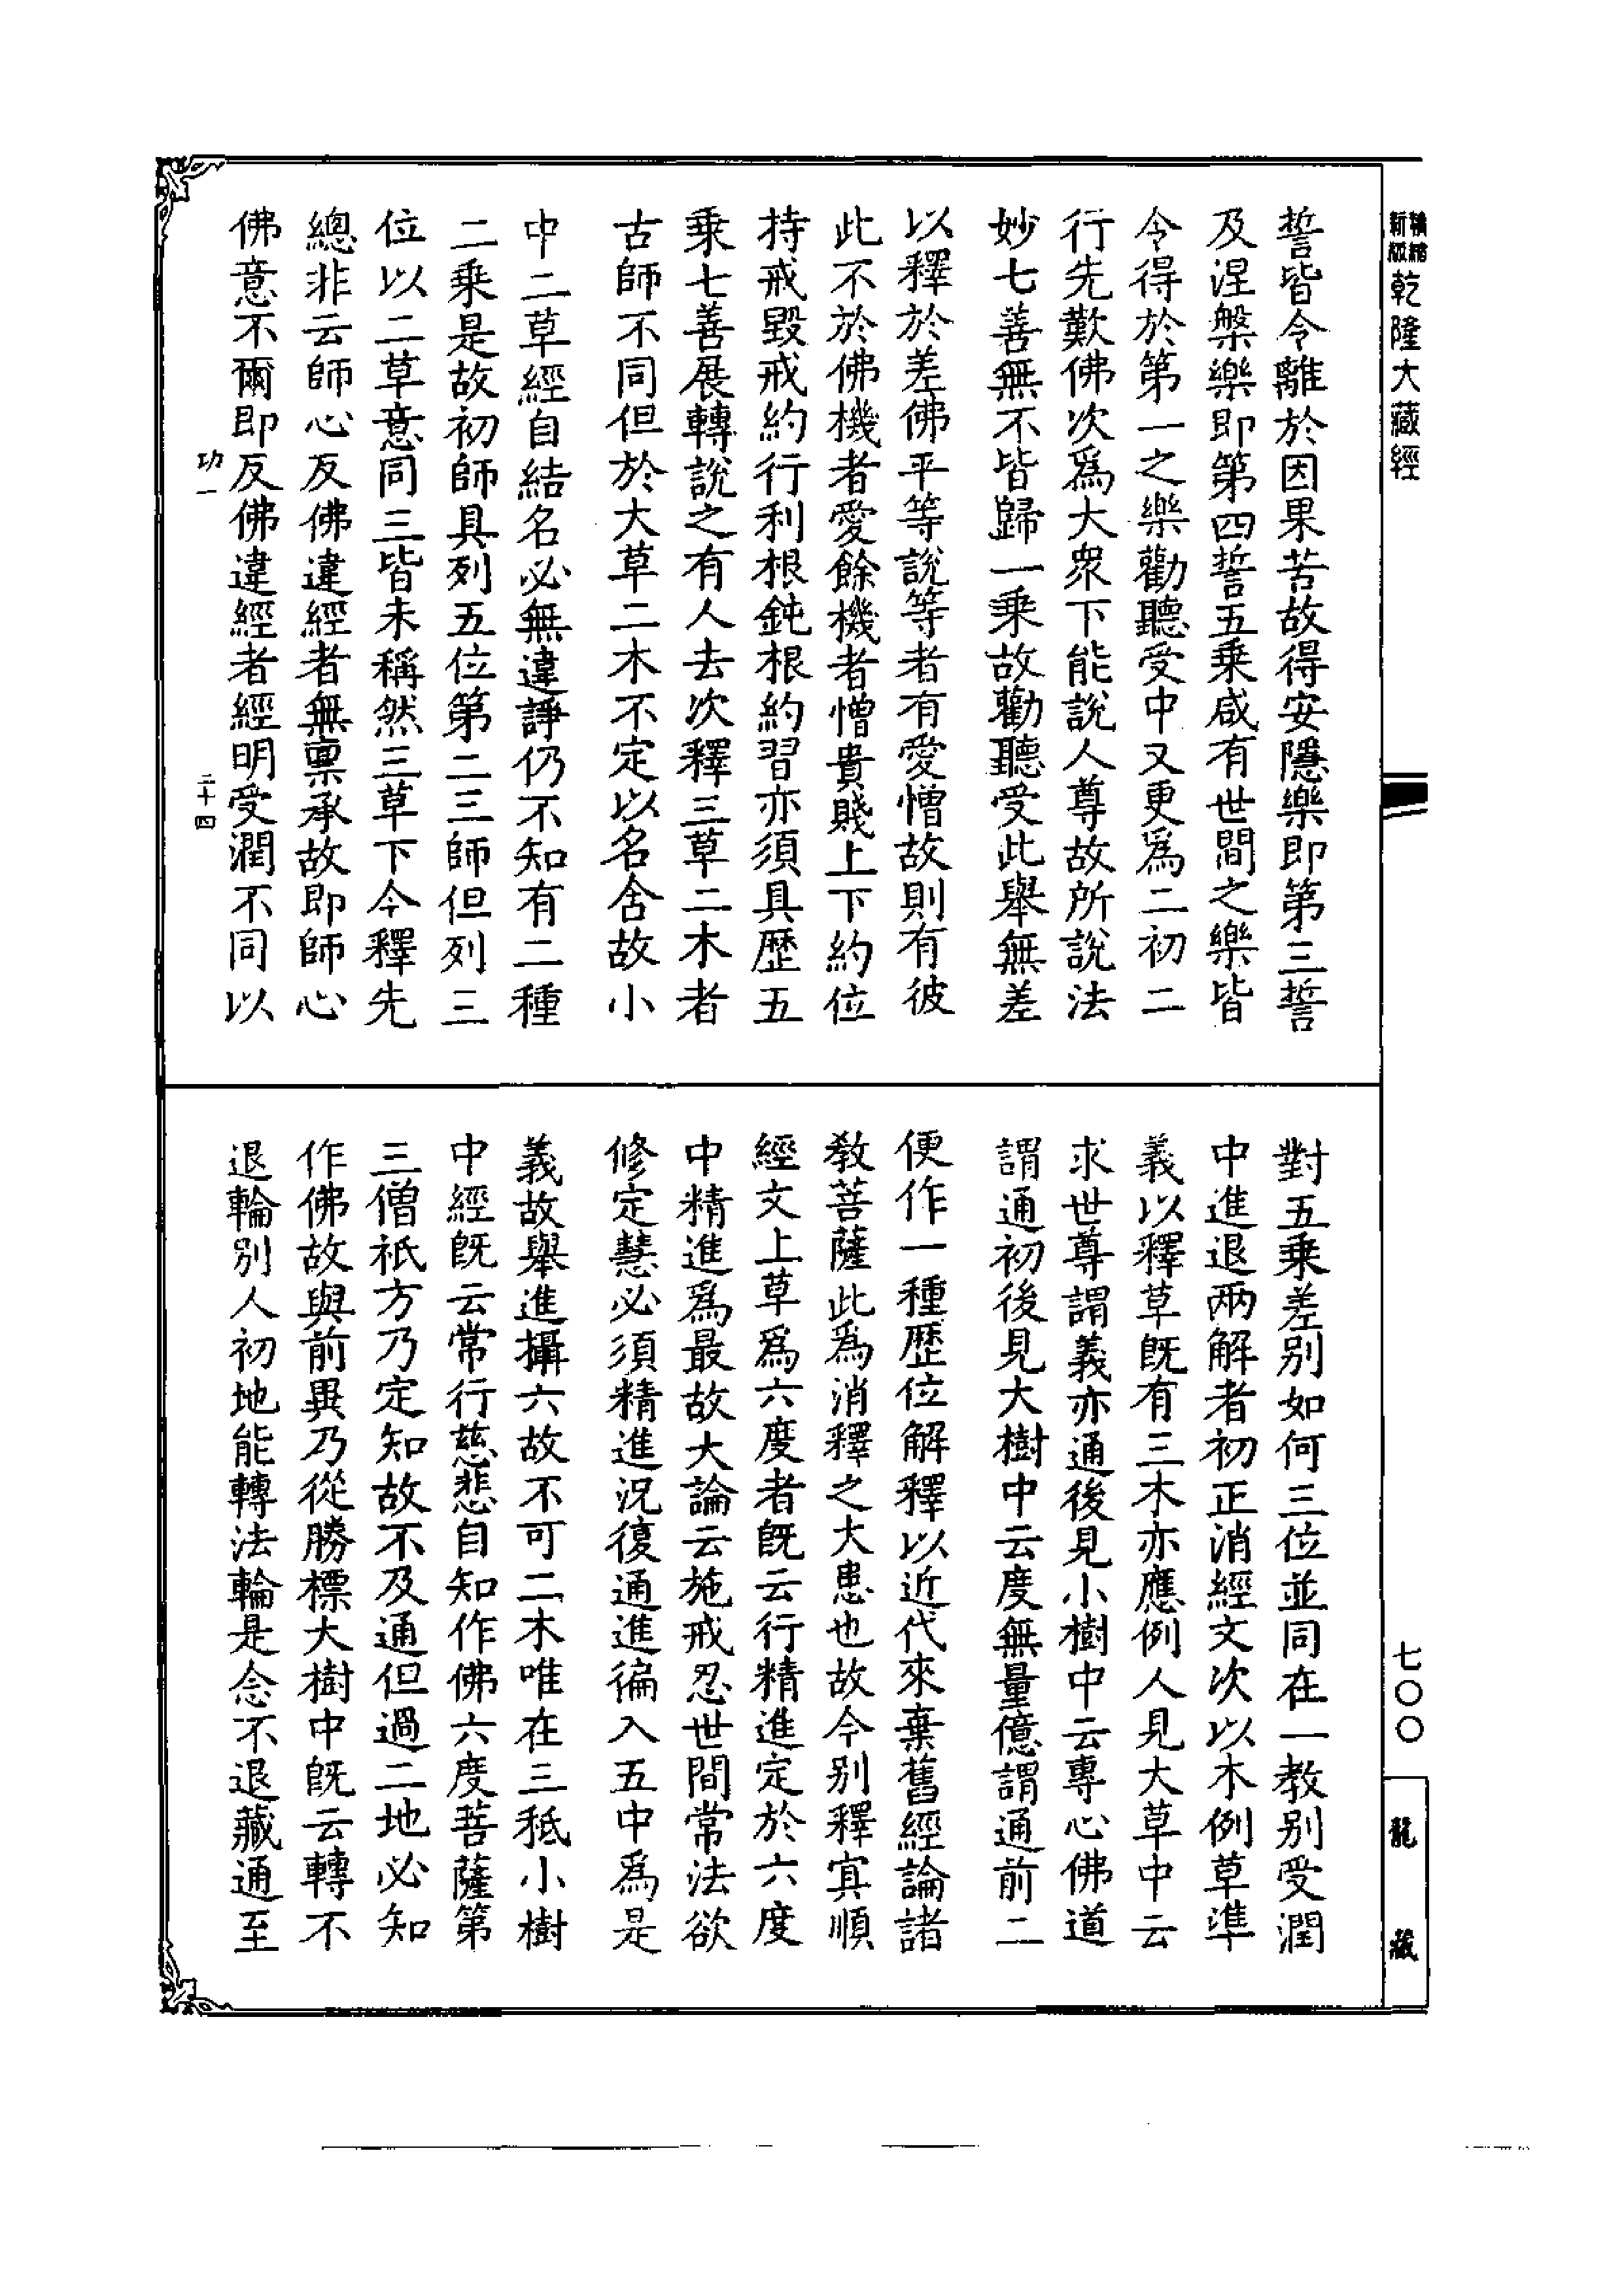 新編縮版乾隆大藏經
誓皆令離於因果苦故得安隱樂即第三誓
及涅槃樂即第四誓五乘咸有世間之樂皆
令得於第一之樂勸聽受中又更爲二初二
行先歎佛次爲大衆下能說人尊故所說法
妙七善無不皆歸一乘故勸聽受此舉無差
以釋於差佛平等說等者有愛憎故則有彼
此不於佛機者愛餘機者憎貴賤上下約位
持戒毀戒約行利根鈍根約習亦須具歷五
乘七善展轉說之有人去次釋三草二木者
古師不同但於大草二木不定以名含故小
中二草經自結名必無違諍仍不知有二種
二乘是故初師具列五位第二三師但列三
位以二草意同三皆未稱然三草下今釋先
總非云師心反佛違經者無禀承故即師心
佛意不爾即反佛違經者經明受潤不同以
功一
二十四
對五乘差別如何三位並同在一教別受潤
中進退兩解者初正消經文次以木例草準
義以釋草既有三木亦應例人見大草中云
求世尊謂義亦通後見小樹中云專心佛道
謂通初後見大樹中云度無量億謂通前二
便作一種歷位解釋以近代來棄舊經論諸
教菩薩此爲消釋之大患也故今別釋寔順
經文上草爲六度者既云行精進定於六度
中精進爲最故大論云施戒忍世間常法欲
修定慧必須精進況復通進徧入五中爲是
義故舉進攝六故不可二木唯在三秖小樹
中經既云常行慈悲自知作佛六度菩薩第
三僧祇方乃定知故不及通但過二地必知
作佛故與前異乃從勝標大樹中既云轉不
退輪別人初地能轉法輪是念不退藏通至
七〇〇
龍藏